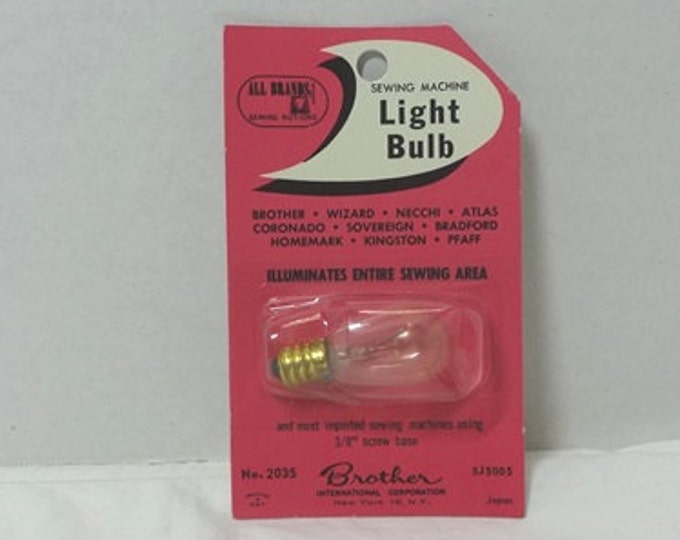 ALL BRANDS
SEWING NOTIONS
SEWING MACHINE
Light
Bulb
BROTHER • WIZARD • NECCHI • ATLAS
CORONADO • SOVEREIGN • BRADFORD
HOMEMARK • KINGSTON • PFAFF
ILLUMINATES ENTIRE SEWING AREA
and most imported sewing machines using
3/8" screw base
No. 2035
Brother
SJ5005
INTERNATIONAL CORPORATION
New York 16, N.Y.
Japan